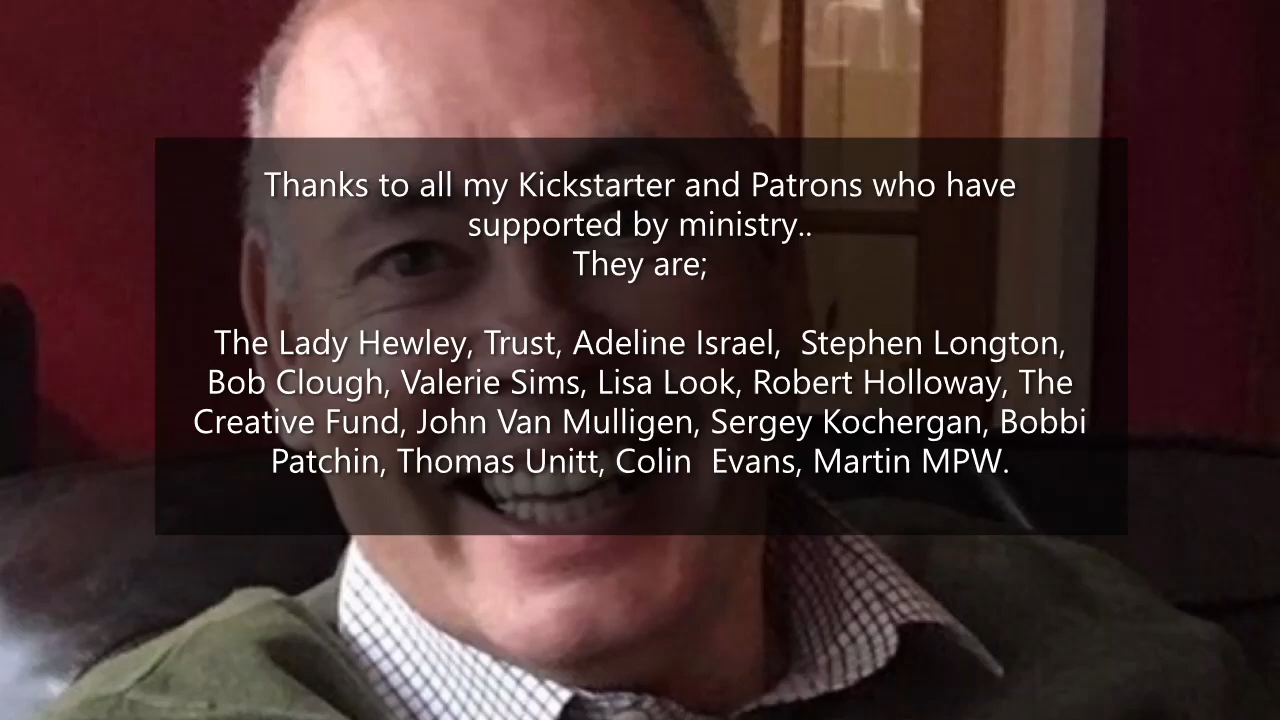 Thanks to all my Kickstarter and Patrons who have
supported by ministry..
They are;
The Lady Hewley, Trust, Adeline Israel,  Stephen Longton,
Bob Clough, Valerie Sims, Lisa Look, Robert Holloway, The
Creative Fund, John Van Mulligen, Sergey Kochergan, Bobbi
Patchin, Thomas Unitt, Colin  Evans, Martin MPW.